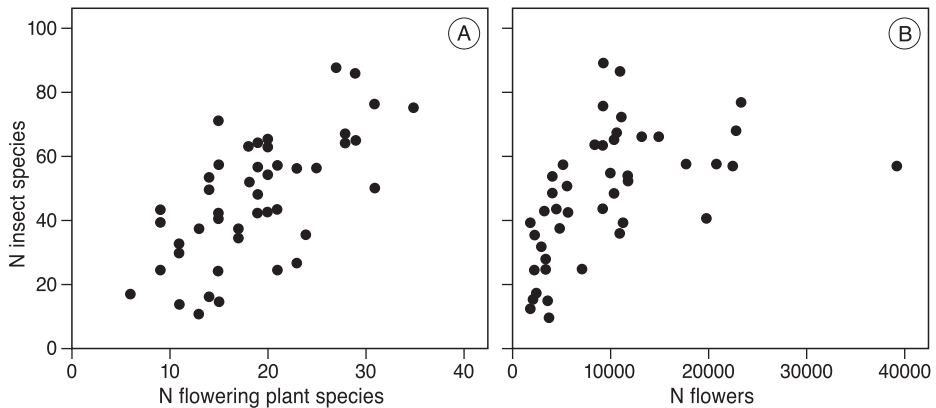 A
B
N insect species
100
80
60
40
20
0
0 10 20 30 40
0 10000 20000 30000 40000
N flowering plant species
N flowers